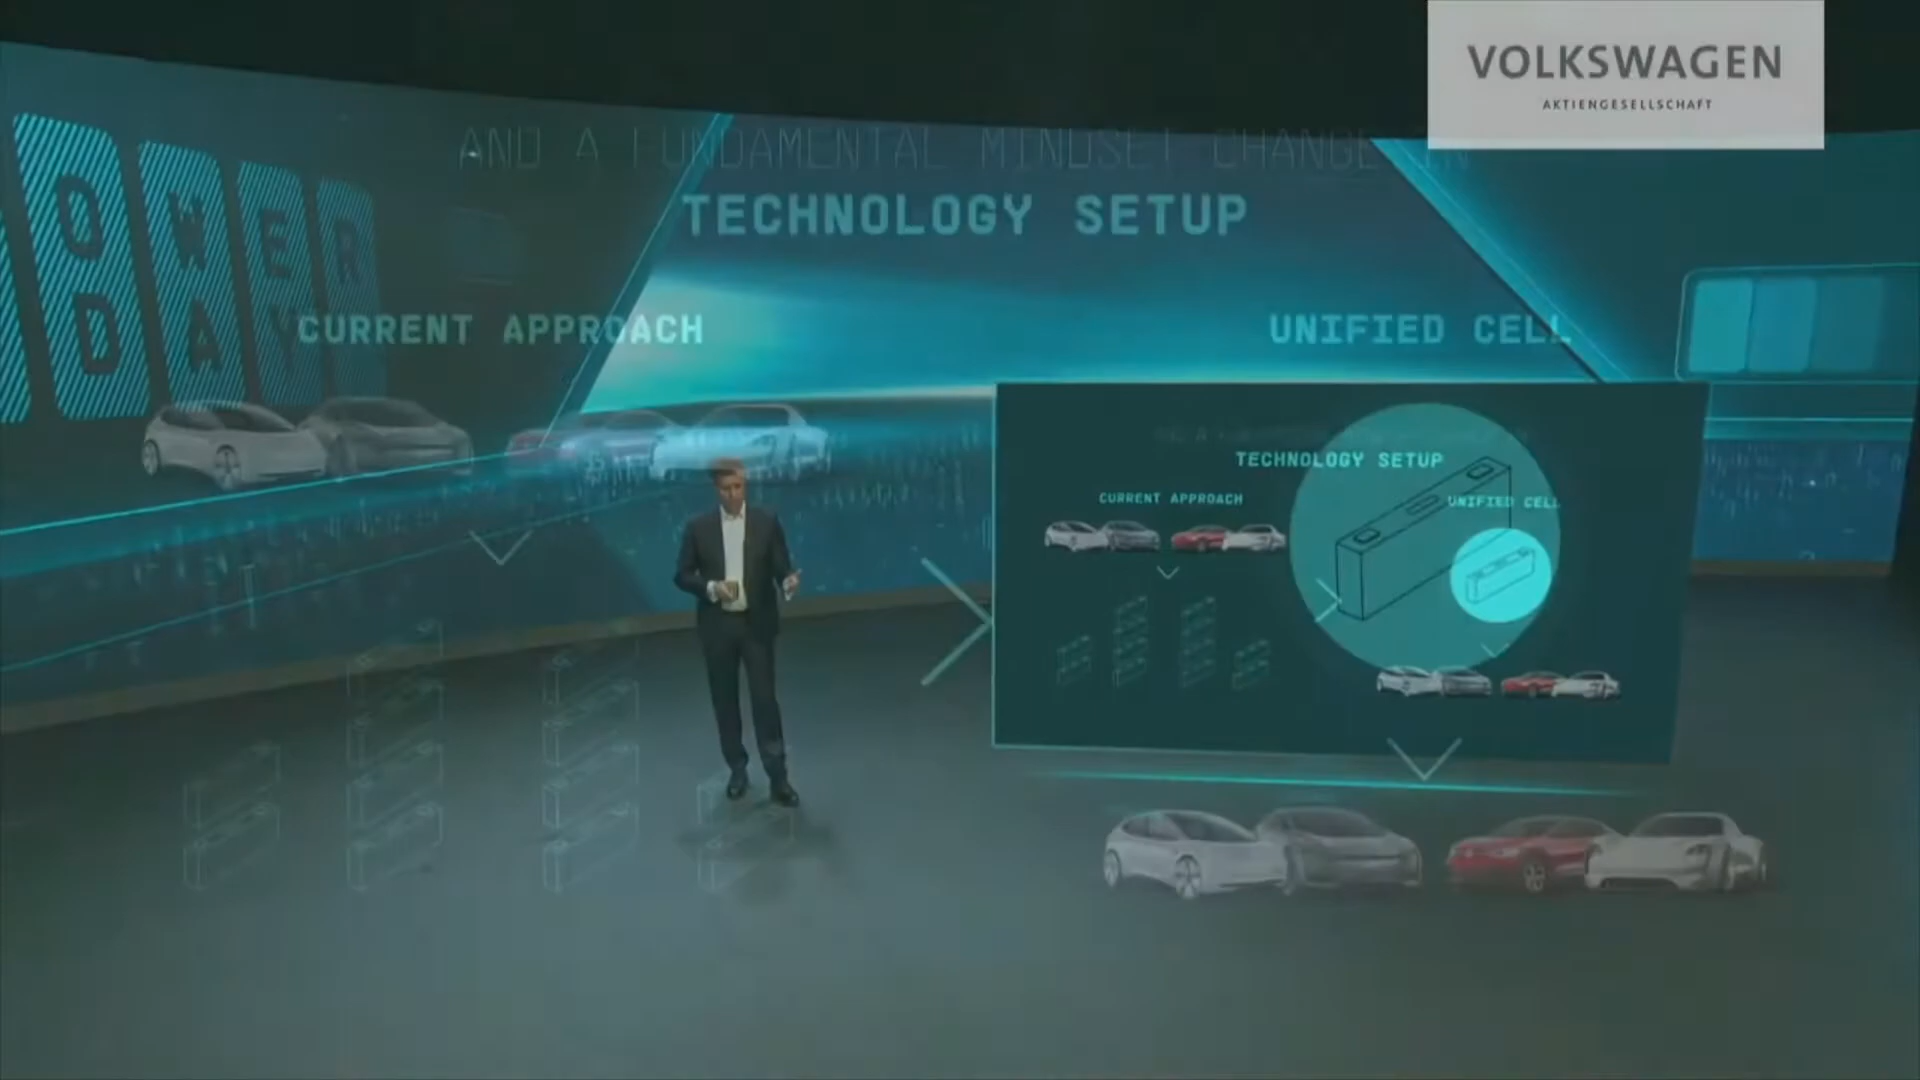 VOLKSWAGEN
AKTIENGESELLSCHAFT
AND A FUNDAMENTAL MINDSET CHANGE IN
TECHNOLOGY SETUP
OWER
DAY
CURRENT APPROACH
UNIFIED CELL
TECHNOLOGY SETUP
CURRENT APPROACH
UNIFIED CELL